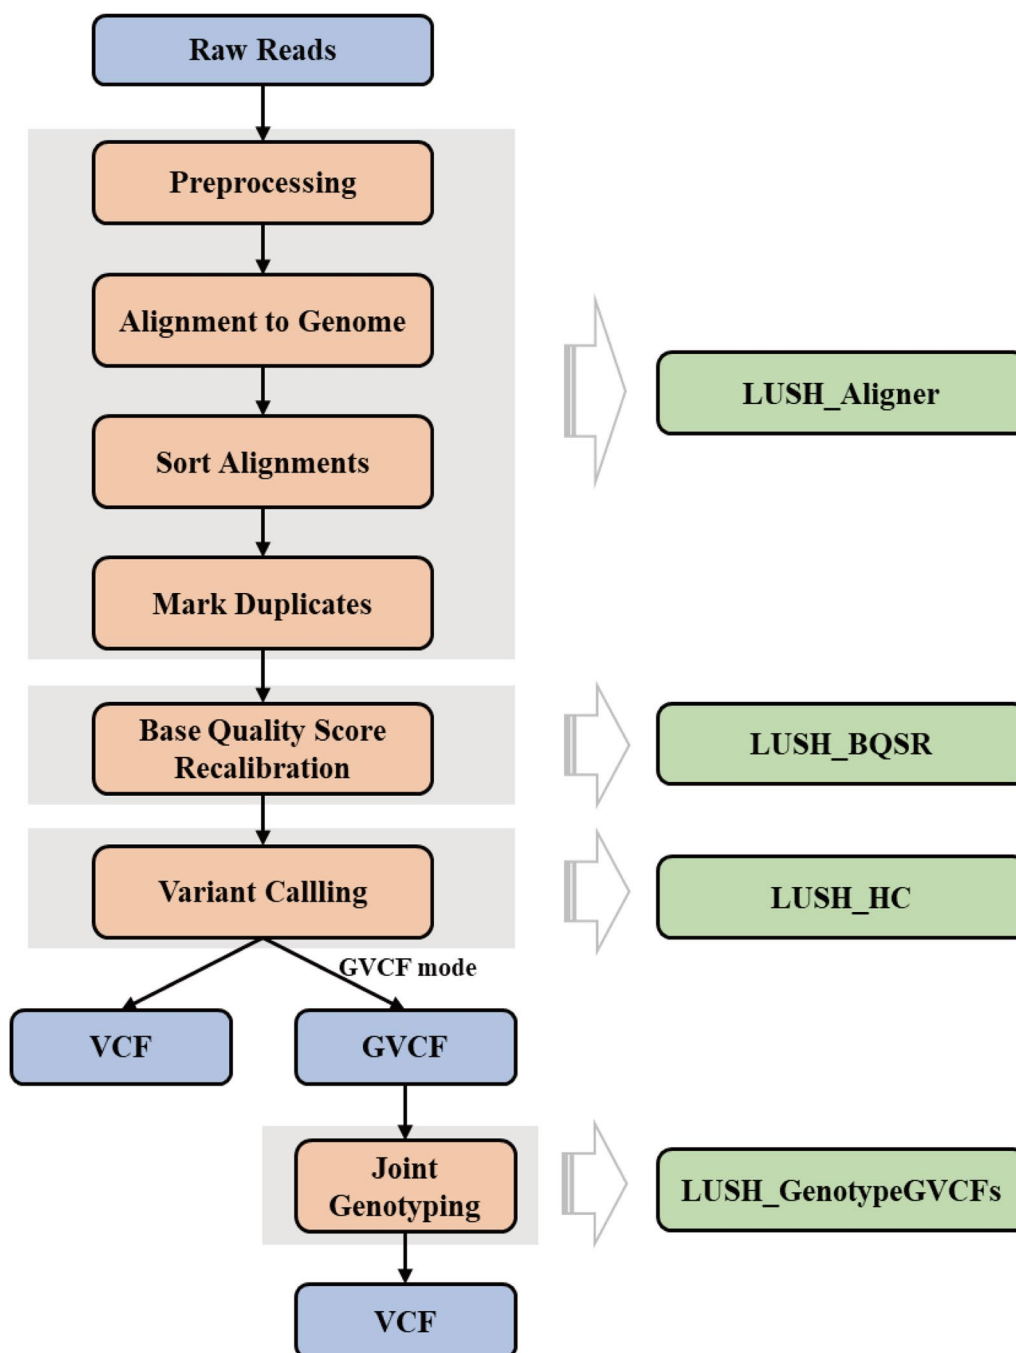 Raw Reads
Preprocessing
Alignment to Genome
LUSH_Aligner
Sort Alignments
Mark Duplicates
Base Quality Score
Recalibration
LUSH_BQSR
Variant Callling
LUSH_HC
GVCF mode
VCF
GVCF
Joint
Genotyping
LUSH_GenotypeGVCFs
VCF